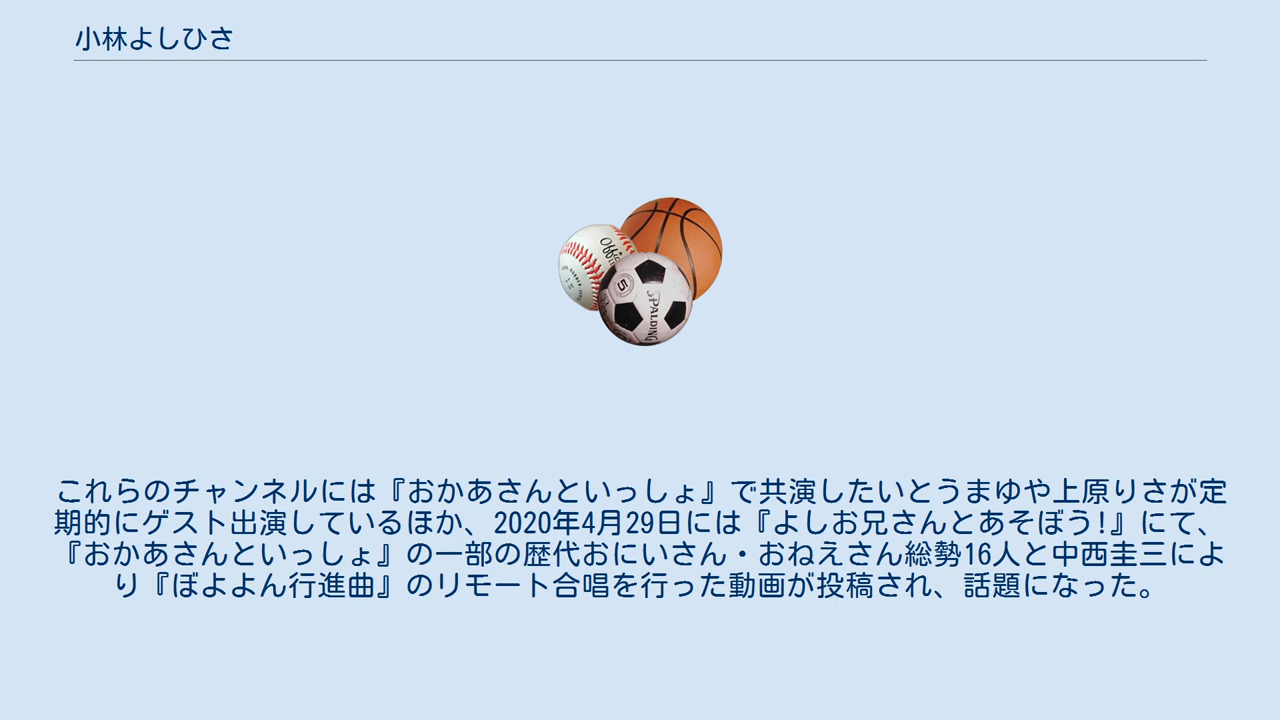 小林よしひさ
Offic
5
SPALDING
これらのチャンネルには『おかあさんといっしょ』で共演したいとうまゆや上原りさが定
期的にゲスト出演しているほか、2020年4月29日には『よしお兄さんとあそぼう!』にて、
『おかあさんといっしょ』の一部の歴代おにいさん・おねえさん総勢16人と中西圭三によ
り『ぼよよん行進曲』のリモート合唱を行った動画が投稿され、話題になった。